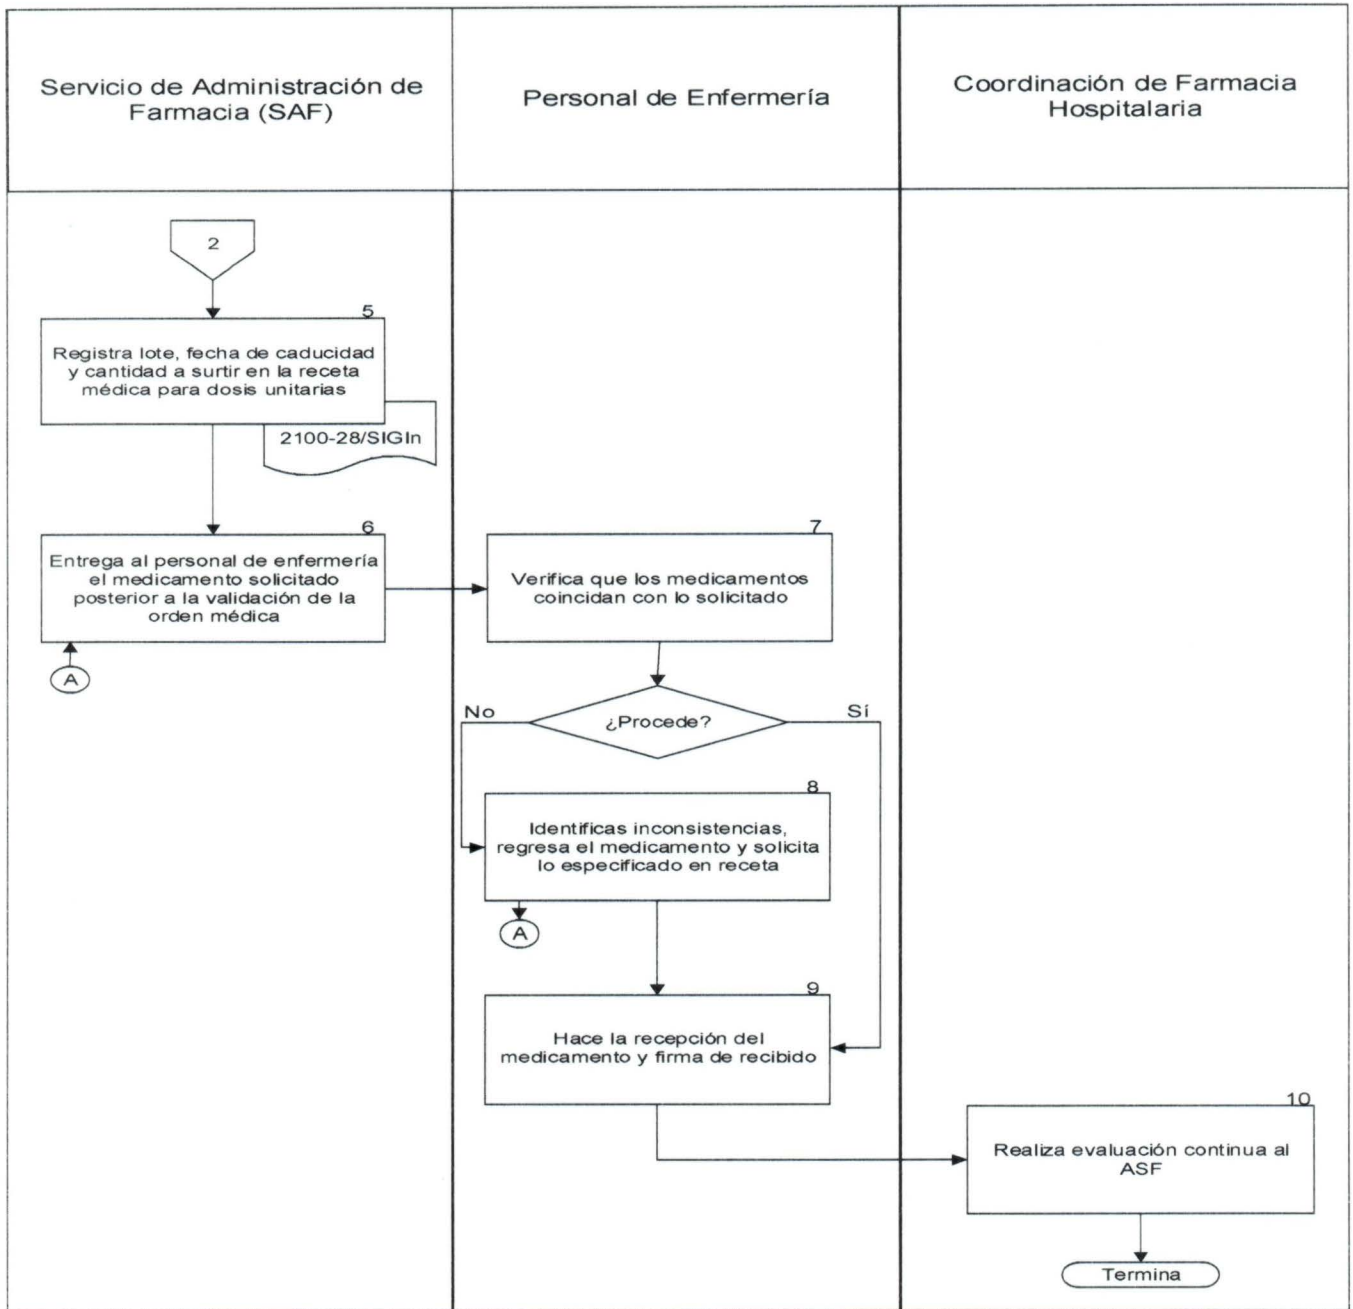 Servicio de Administración de
Farmacia (SAF)
Personal de Enfermería
Coordinación de Farmacia
Hospitalaria
2
5
Registra lote, fecha de caducidad
y cantidad a surtir en la receta
médica para dosis unitarias
2100-28/SIGIn
6
Entrega al personal de enfermería
el medicamento solicitado
posterior a la validación de la
orden médica
A
7
Verifica que los medicamentos
coincidan con lo solicitado
No
¿Procede?
Sí
8
Identificas inconsistencias,
regresa el medicamento y solicita
lo especificado en receta
A
9
Hace la recepción del
medicamento y firma de recibido
10
Realiza evaluación continua al
ASF
Termina